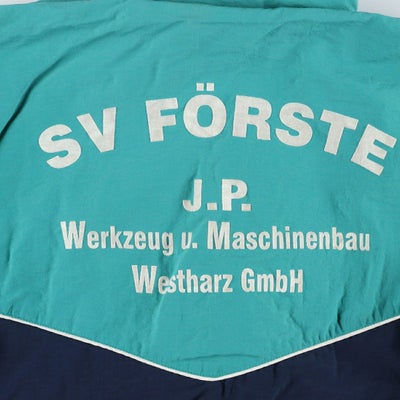 SV FÖRSTE
J.P.
Werkzeug u. Maschinenbau
Westharz GmbH